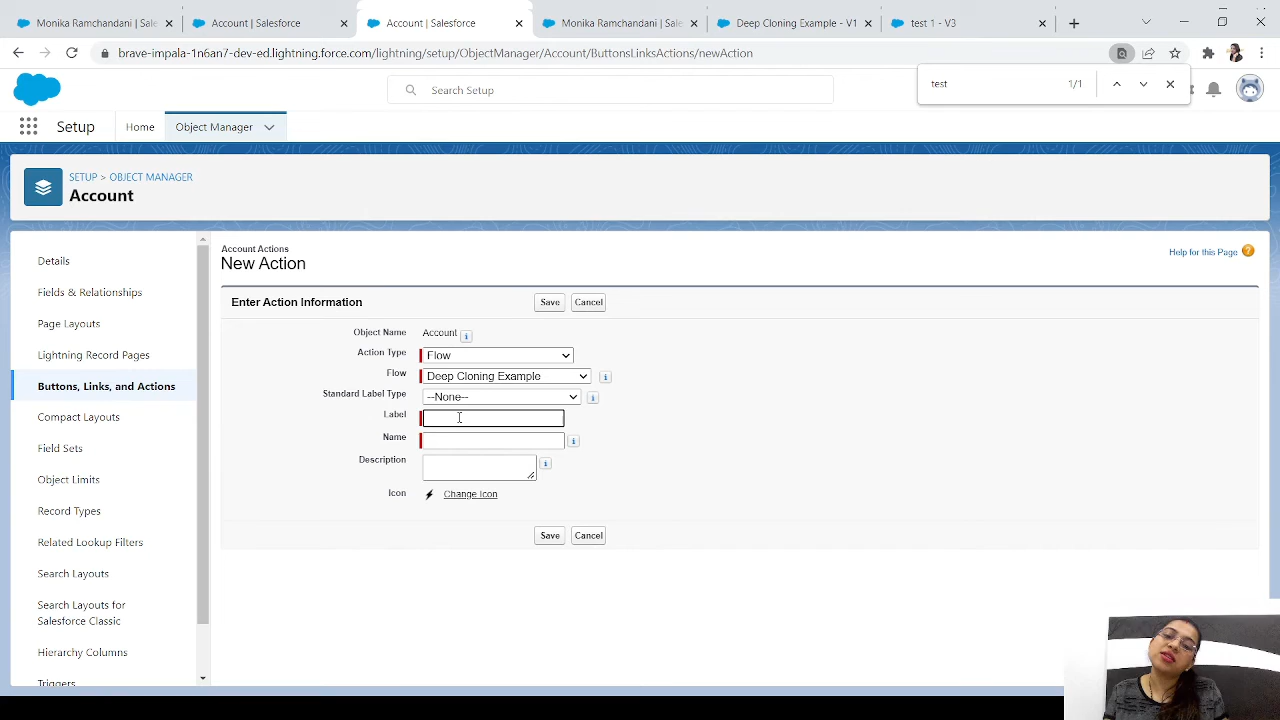 Monika Ramchandani | Sale
Account | Salesforce
Account | Salesforce
Monika Ramchandani | Sale
Deep Cloning Example - V1
test 1 - V3
brave-impala-1n6an7-dev-ed.lightning.force.com/lightning/setup/ObjectManager/Account/ButtonsLinksActions/newAction
test
1/1
Search Setup
Setup
Home
Object Manager
SETUP > OBJECT MANAGER
Account
Details
Fields & Relationships
Page Layouts
Lightning Record Pages
Buttons, Links, and Actions
Compact Layouts
Field Sets
Object Limits
Record Types
Related Lookup Filters
Search Layouts
Search Layouts for
Salesforce Classic
Hierarchy Columns
Triggers
Account Actions
New Action
Help for this Page
Enter Action Information
Save
Cancel
Object Name Account
Action Type Flow
Flow Deep Cloning Example
Standard Label Type --None--
Label
Name
Description
Icon Change Icon
Save
Cancel